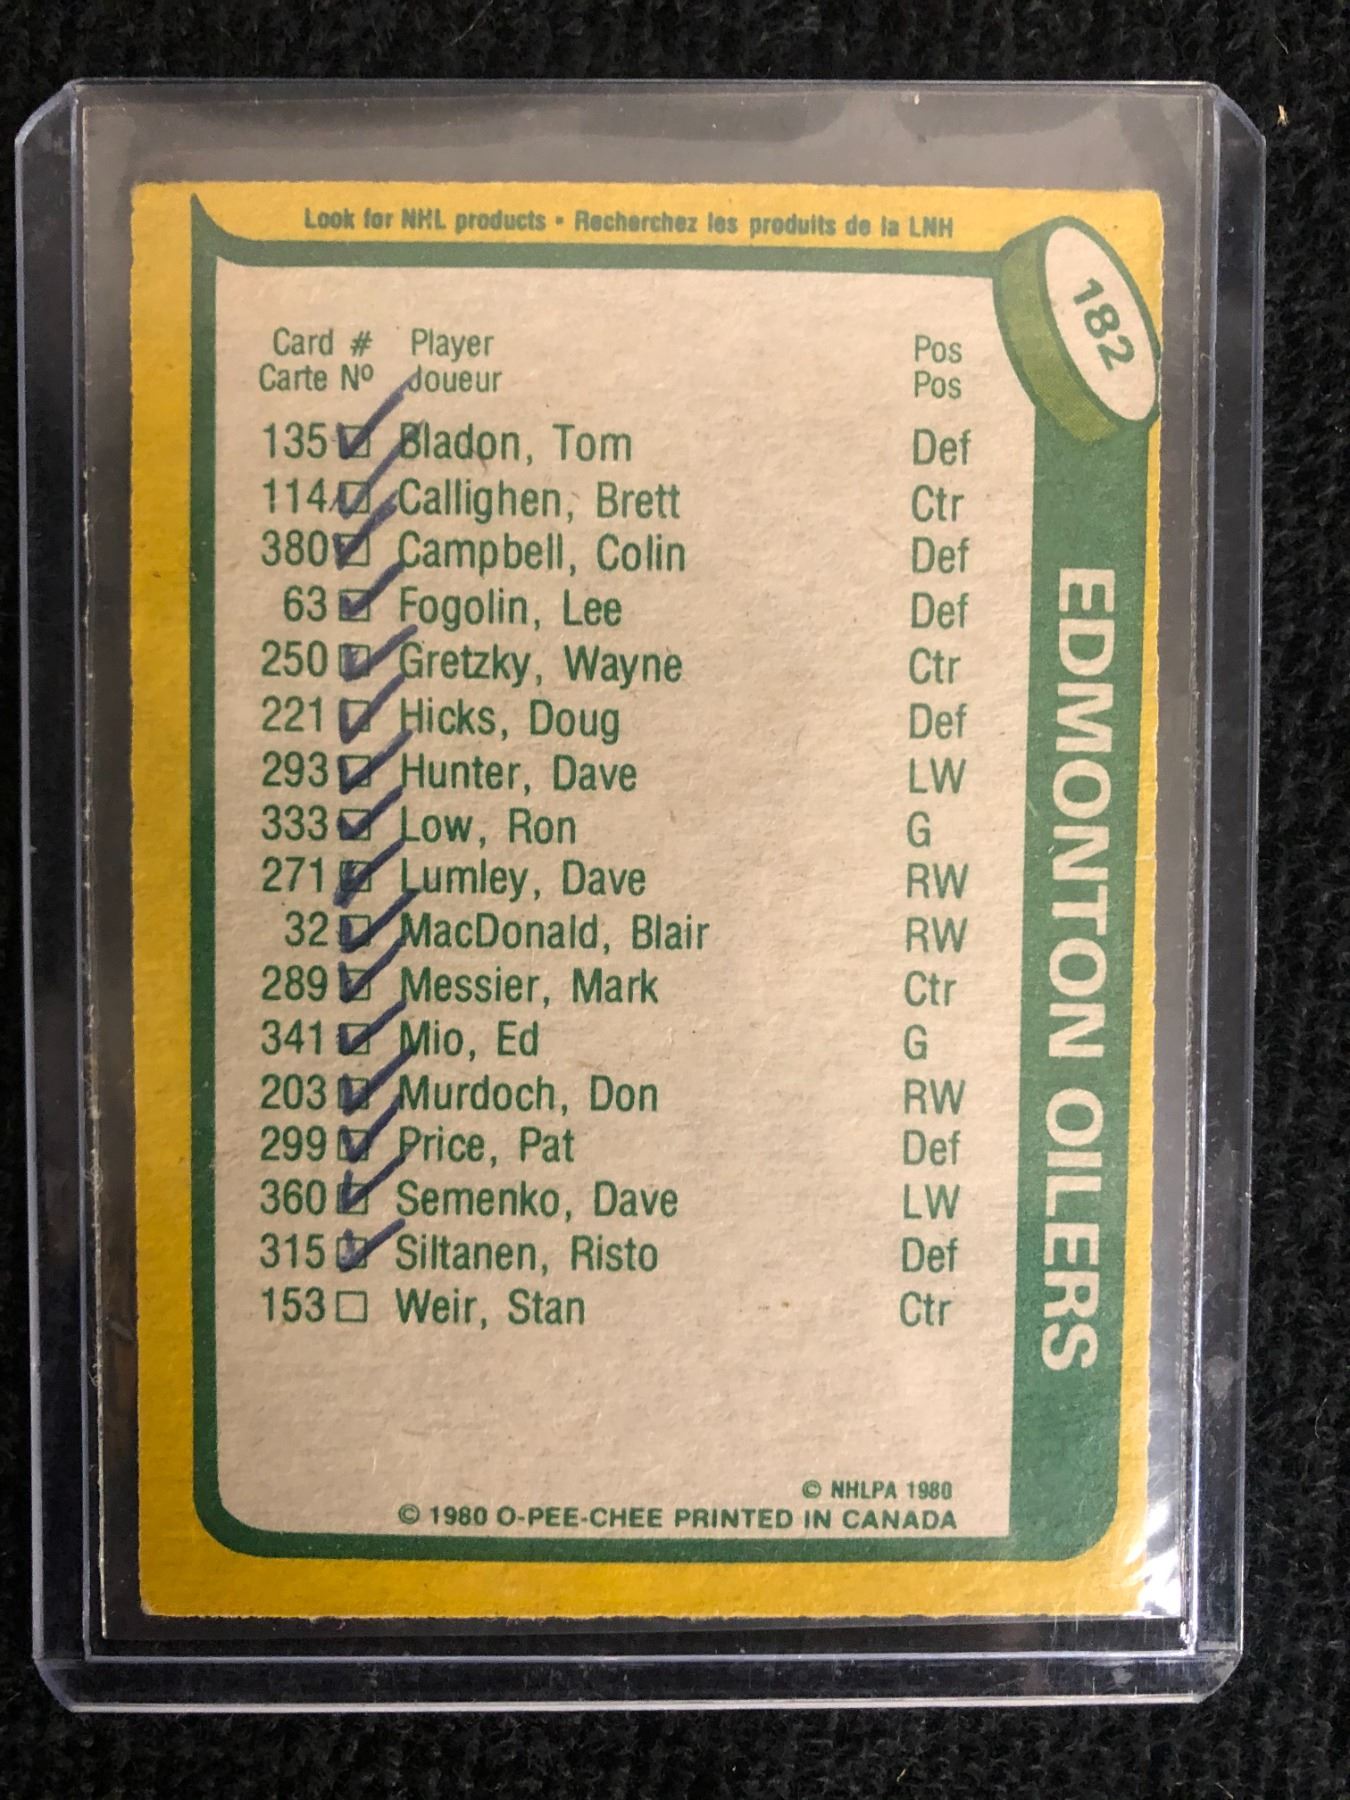 Look for NHL products • Recherchez les produits de la LNH
182
Card # Player Pos
Carte Nº Joueur Pos
135 Bladon, Tom Def
114 Callighen, Brett Ctr
380 Campbell, Colin Def
63 Fogolin, Lee Def
250 Gretzky, Wayne Ctr
221 Hicks, Doug Def
293 Hunter, Dave LW
333 Low, Ron G
271 Lumley, Dave RW
32 MacDonald, Blair RW
289 Messier, Mark Ctr
341 Mio, Ed G
203 Murdoch, Don RW
299 Price, Pat Def
360 Semenko, Dave LW
315 Siltanen, Risto Def
153 Weir, Stan Ctr
EDMONTON OILERS
© NHLPA 1980
© 1980 O-PEE-CHEE PRINTED IN CANADA